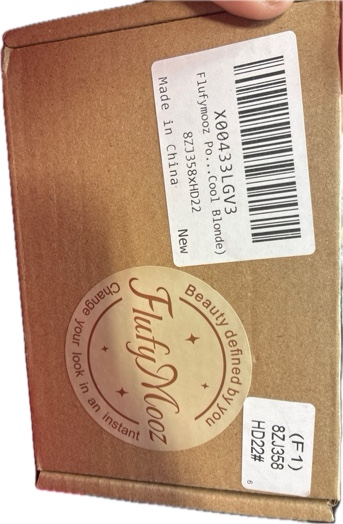 X00433LGV3
Flufymooz Po...Cool Blonde)
8ZJ358xHD22
New
Made in China
Beauty defined by you
FlufyMooz
Change your look in an instant
(F1)
8ZJ358
HD22#
6